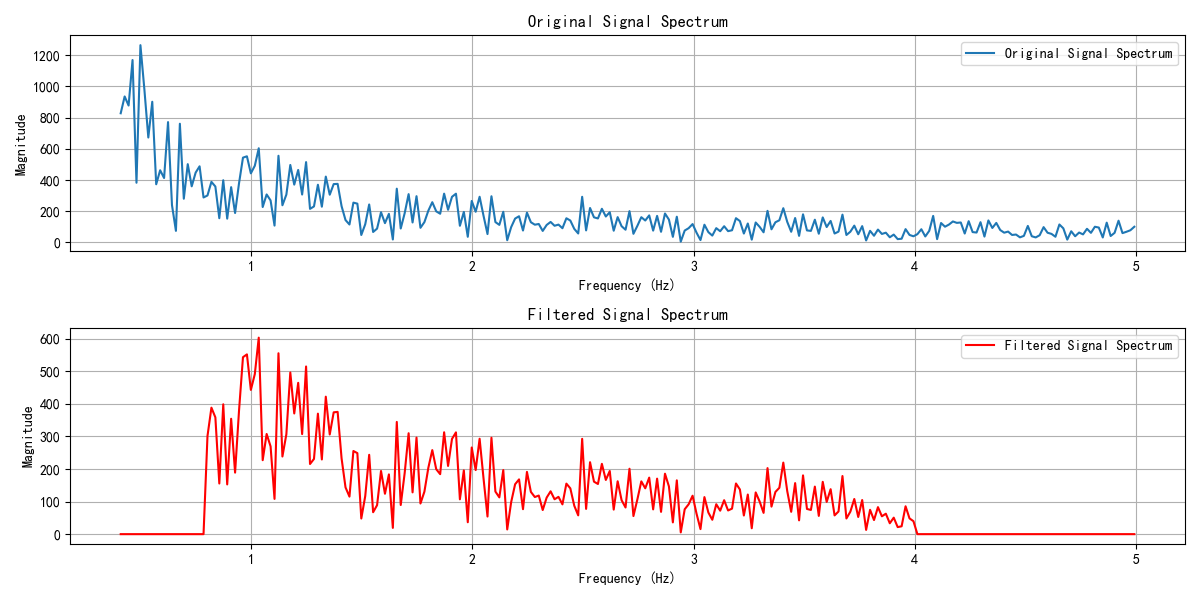 Original Signal Spectrum
Original Signal Spectrum
Magnitude
1200
1000
800
600
400
200
0
1 2 3 4 5
Frequency (Hz)
Filtered Signal Spectrum
Filtered Signal Spectrum
Magnitude
600
500
400
300
200
100
0
1 2 3 4 5
Frequency (Hz)